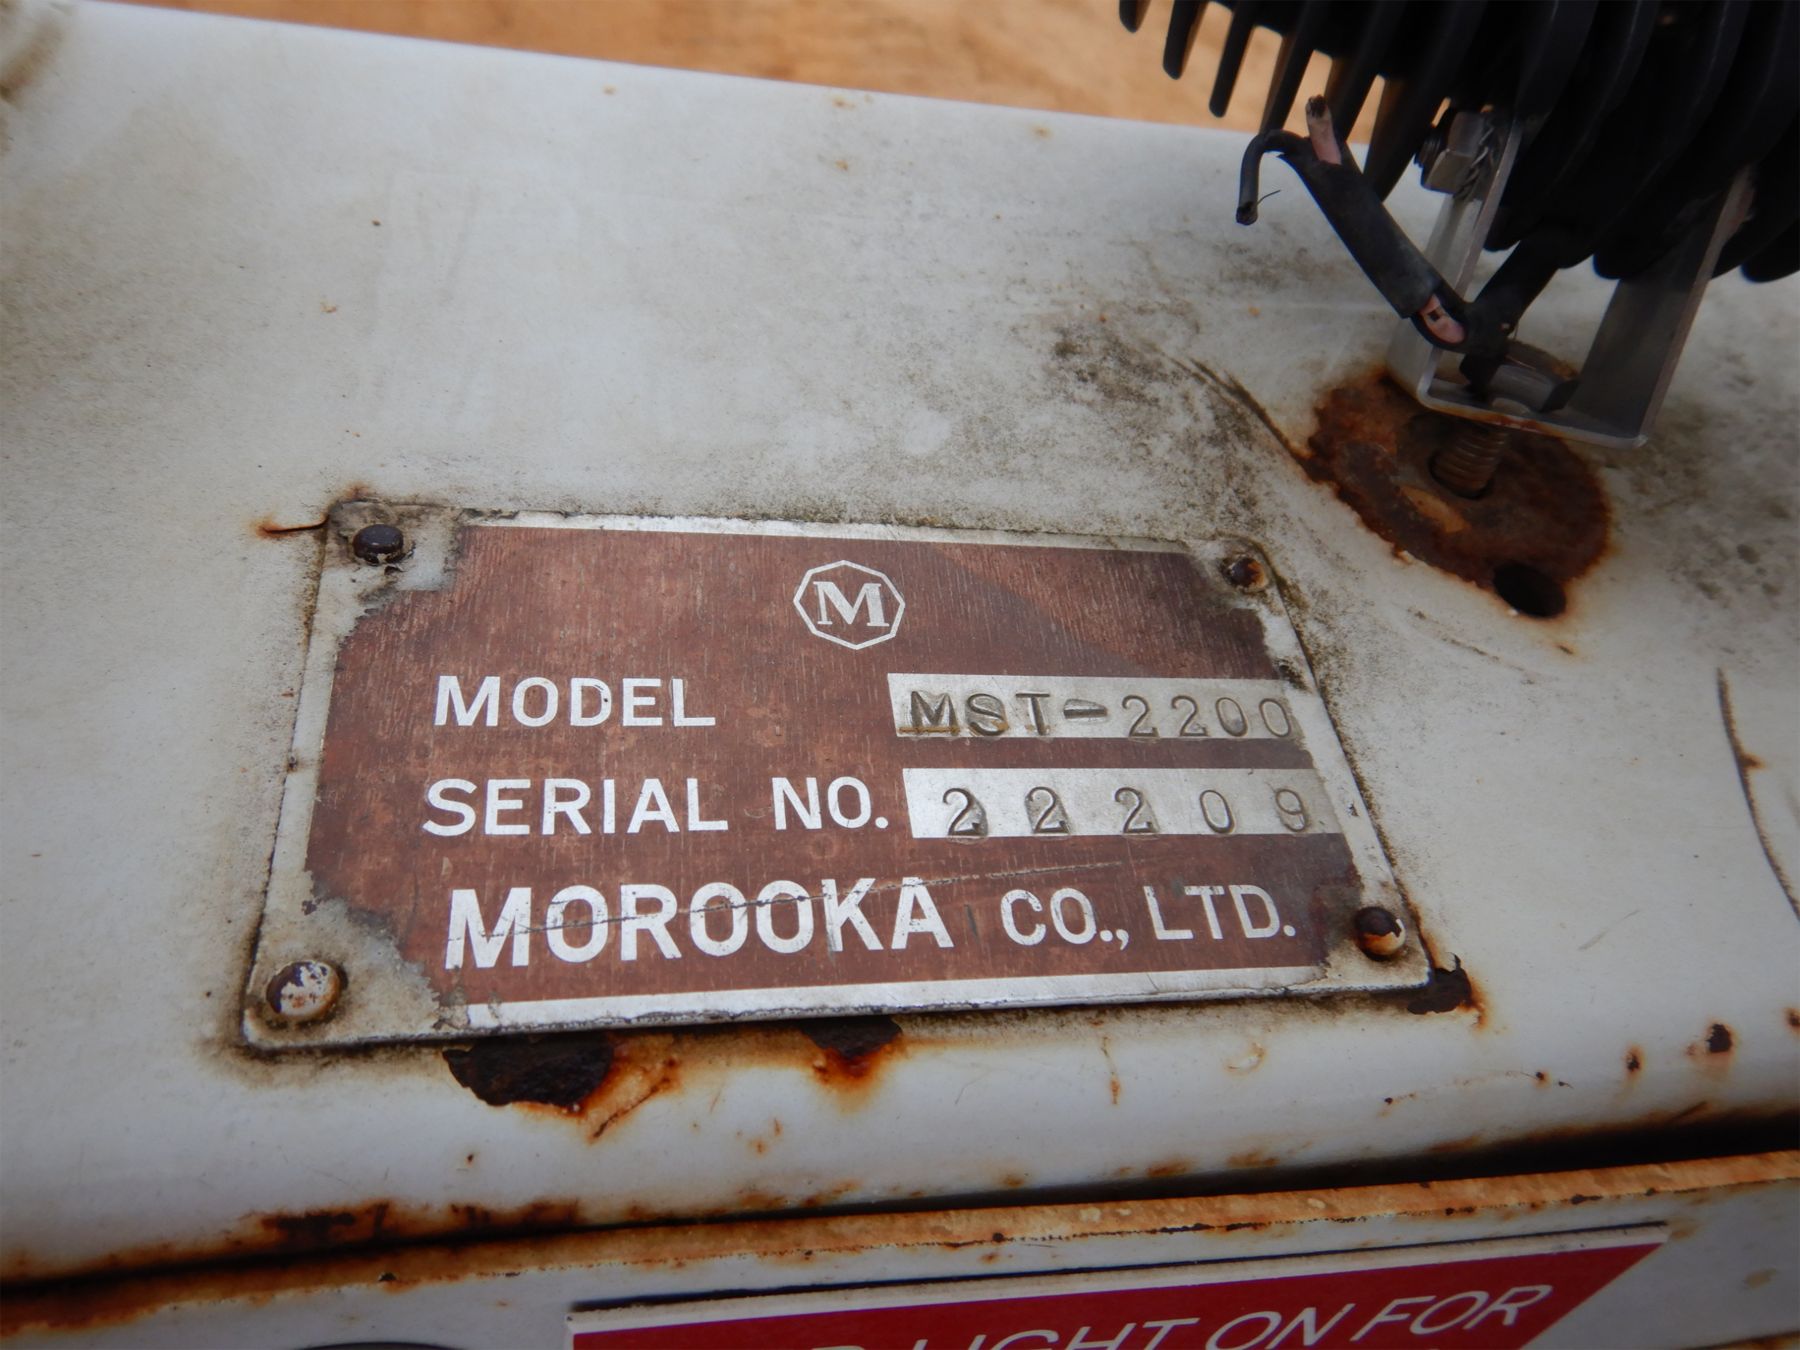 M
MODEL MST-2200
SERIAL NO. 22209
MOROOKA CO., LTD.
LIGHT ON FOR